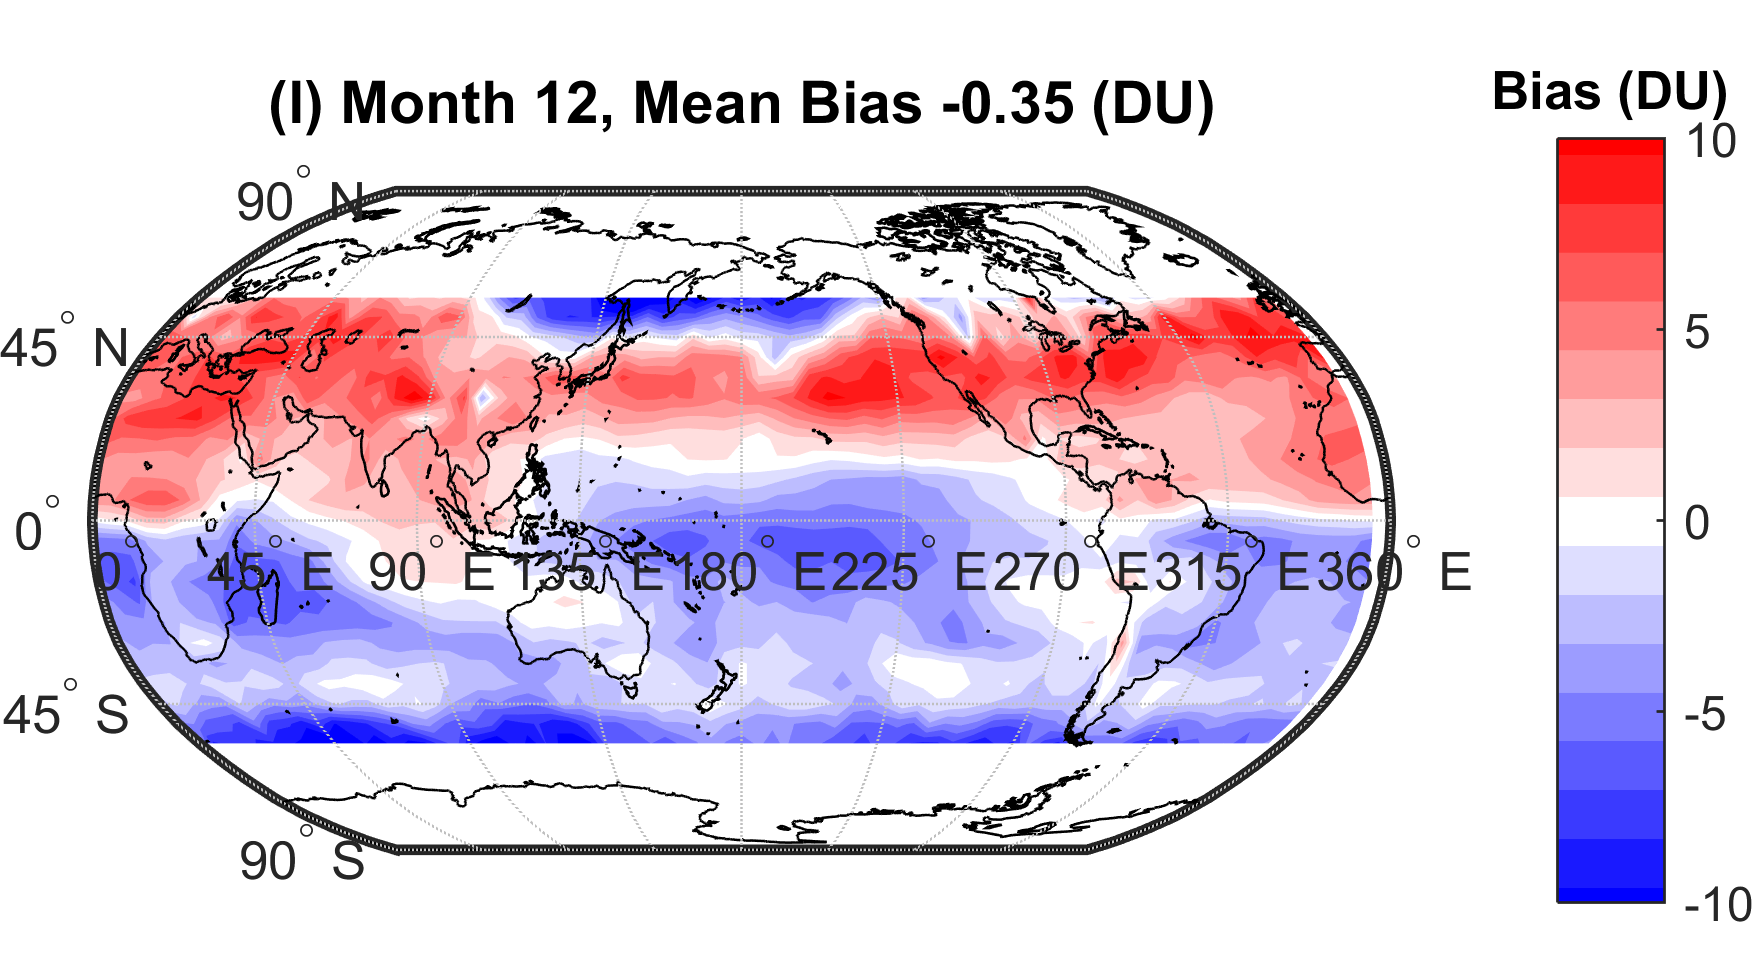 (l) Month 12, Mean Bias -0.35 (DU)
Bias (DU)
10
5
0
-5
-10
90° N
45° N
0°
0° 45° E 90° E 135° E 180° E 225° E 270° E 315° E 360° E
45° S
90° S